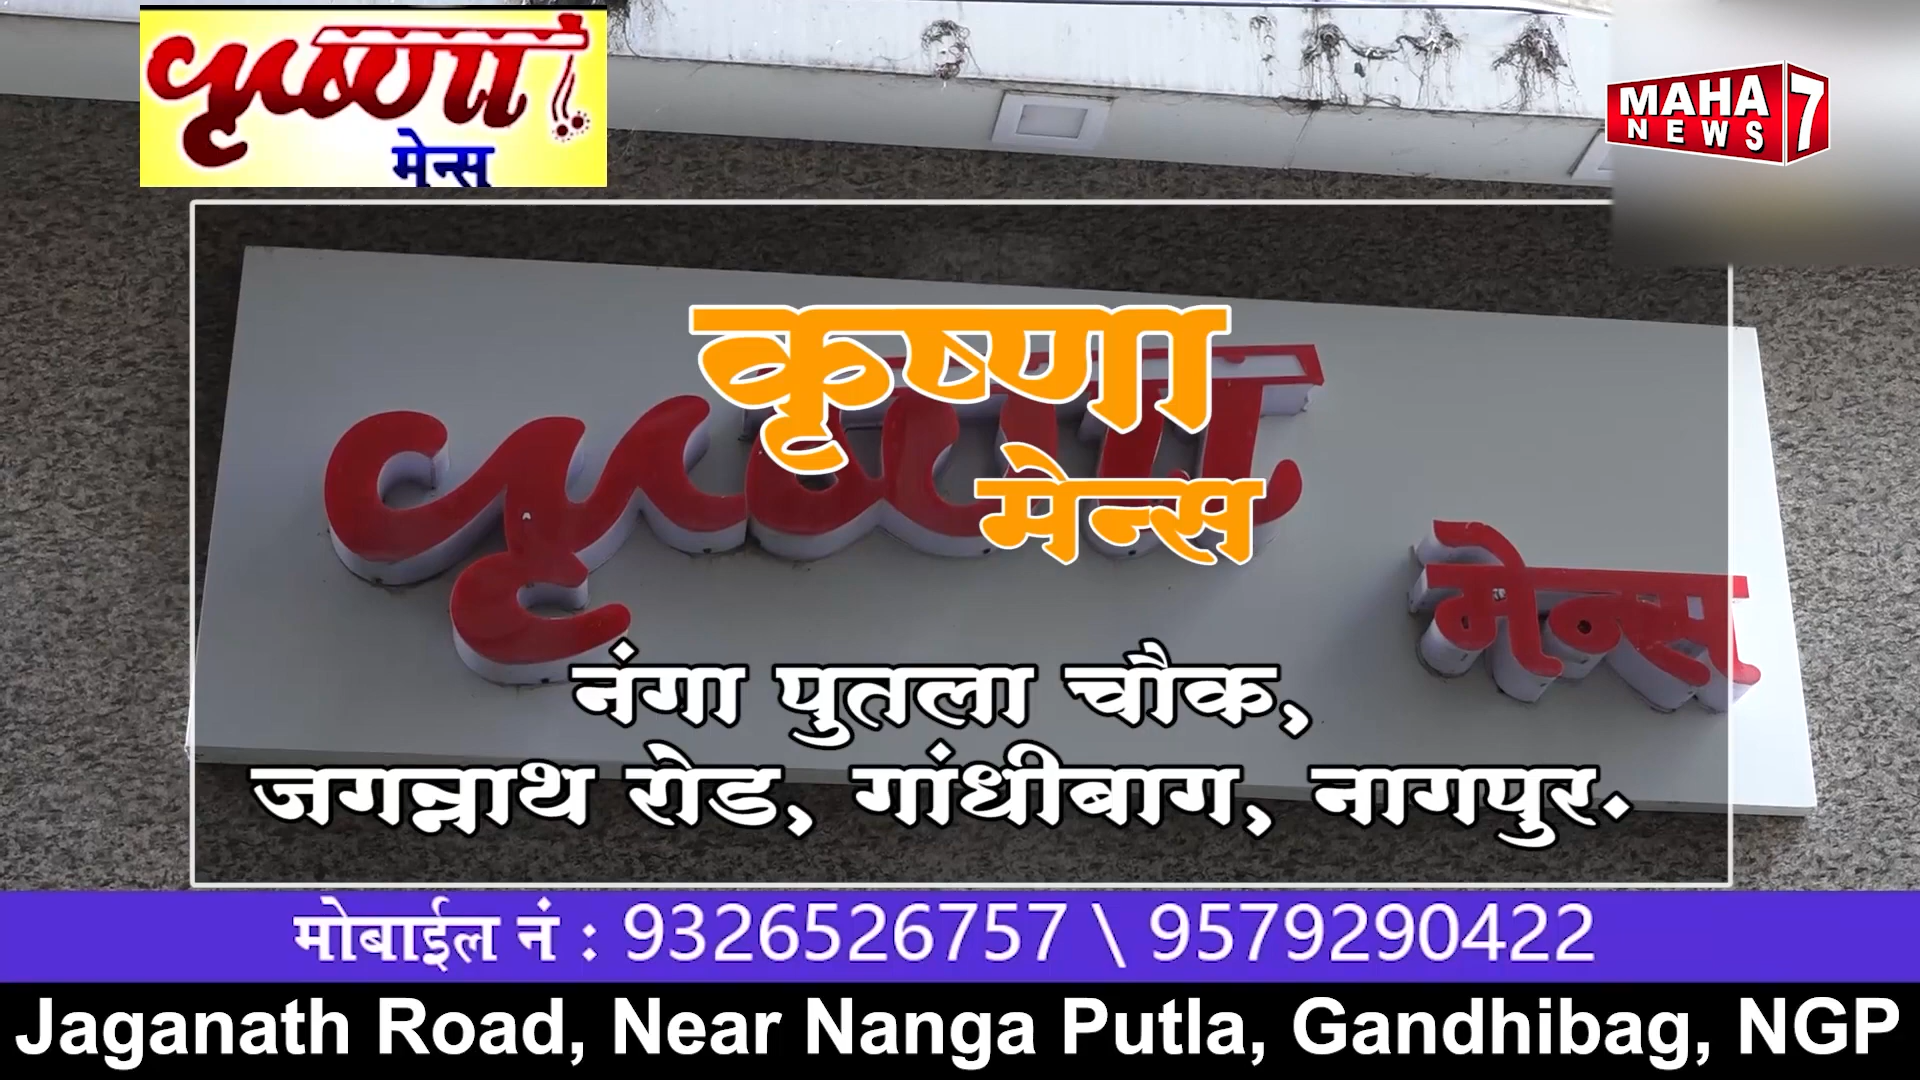 कृष्णा
मेन्स
MAHA
NEWS 7
कृष्णा
मेन्स
कृष्णा
मेन्स
नंगा पुतला चौक,
जगन्नाथ रोड, गांधीबाग, नागपुर.
मोबाईल नं : 9326526757 \ 9579290422
Jaganath Road, Near Nanga Putla, Gandhibag, NGP